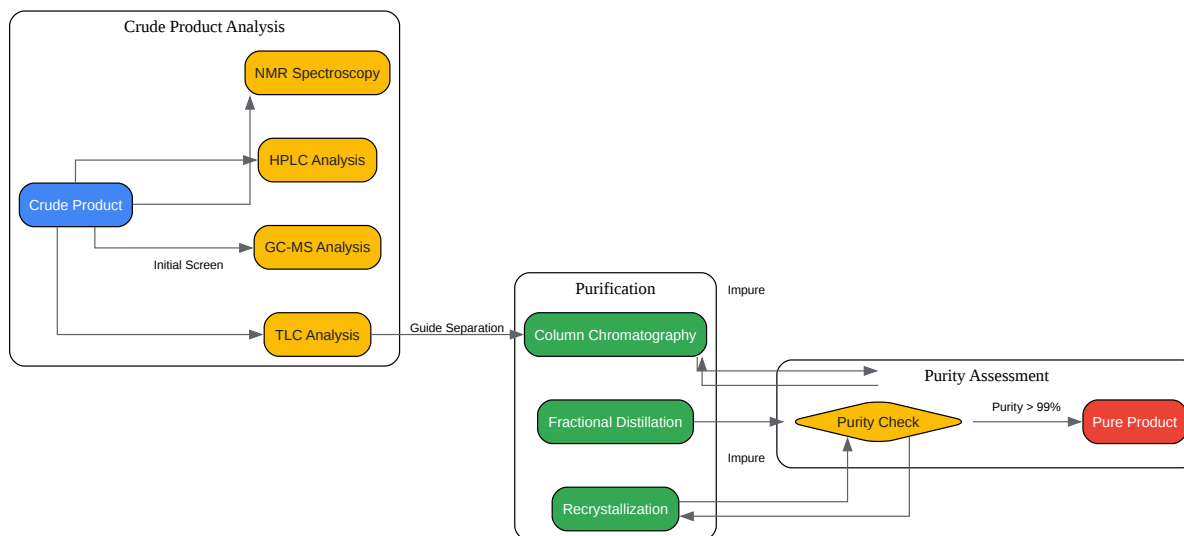 Crude Product Analysis
NMR Spectroscopy
HPLC Analysis
Crude Product
GC-MS Analysis
Initial Screen
TLC Analysis
Guide Separation
Purification
Impure
Column Chromatography
Fractional Distillation
Impure
Recrystallization
Purity Assessment
Purity Check
Purity > 99%
Pure Product